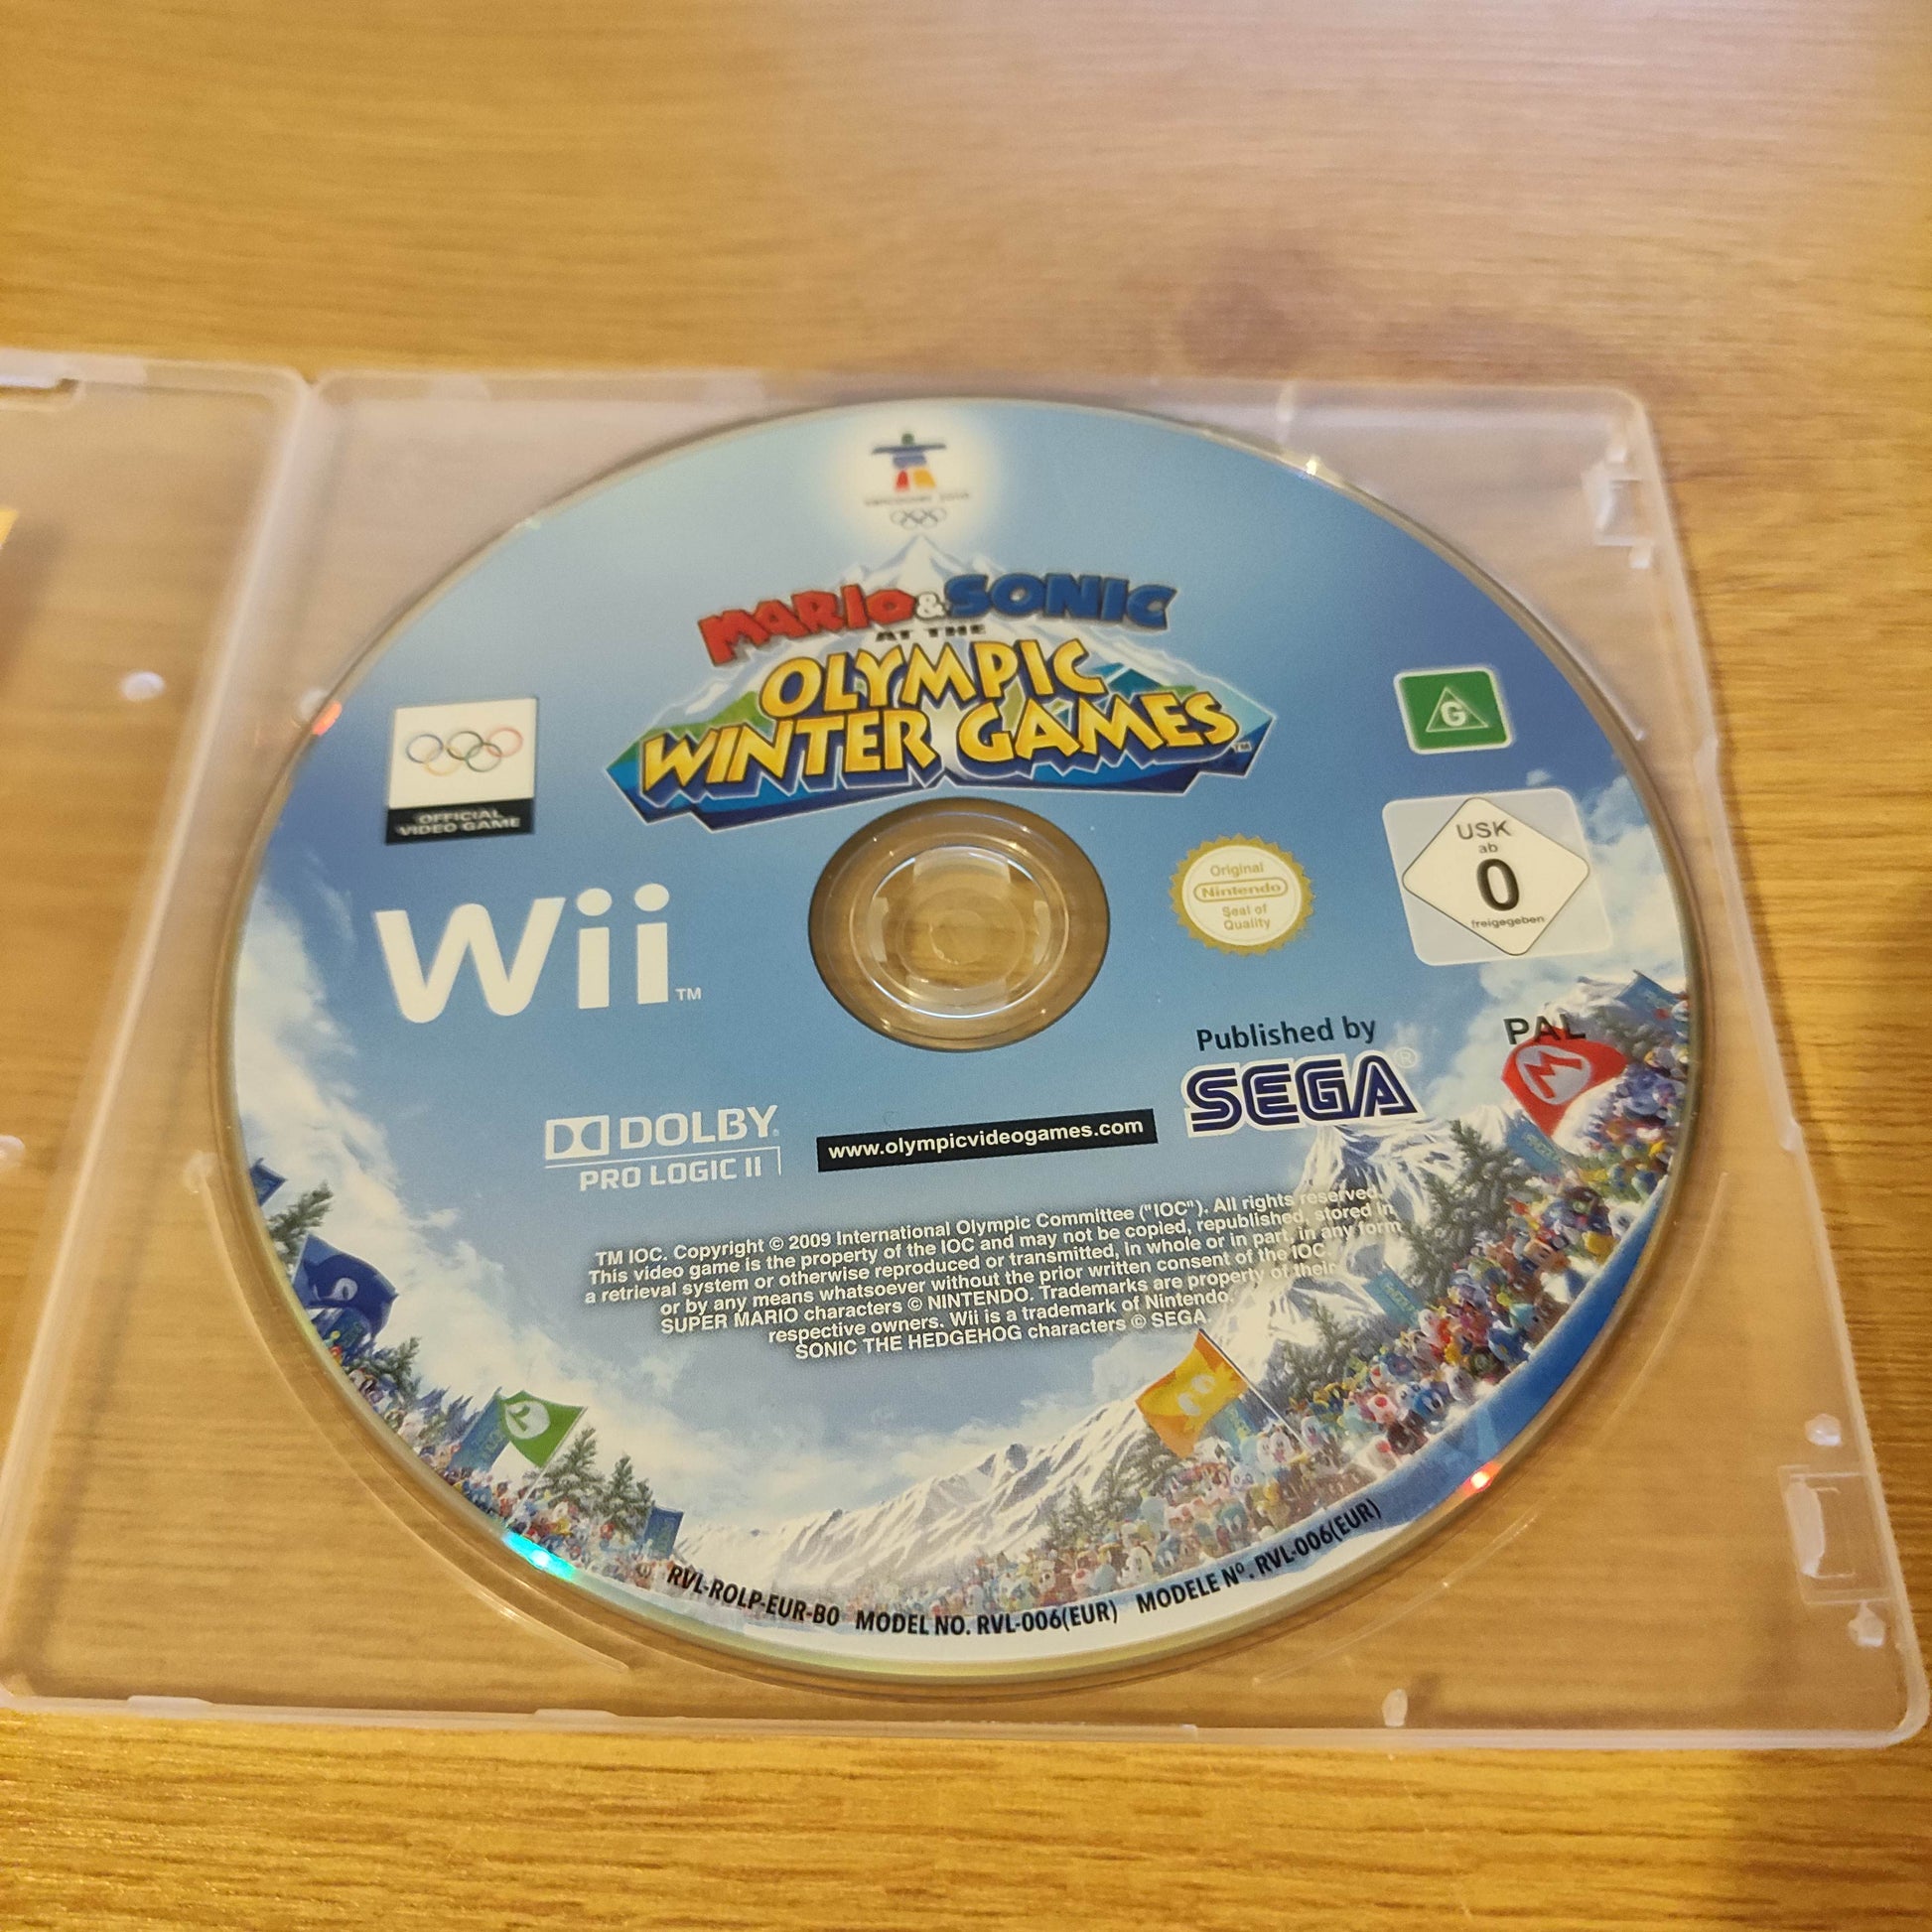 VANCOUVER 2010
MARIO & SONIC
AT THE
OLYMPIC
WINTER GAMES™
OFFICIAL
VIDEO GAME
G
USK
ab
0
freigegeben
Original
Nintendo
Seal of
Quality
Wii™
PAL
Published by
SEGA®
DOLBY®
PRO LOGIC II
www.olympicvideogames.com
TM IOC. Copyright © 2009 International Olympic Committee ("IOC"). All rights reserved.
This video game is the property of the IOC and may not be copied, republished, stored in
a retrieval system or otherwise reproduced or transmitted, in whole or in part, in any form
or by any means whatsoever without the prior written consent of the IOC.
SUPER MARIO characters © NINTENDO. Trademarks are property of their
respective owners. Wii is a trademark of Nintendo.
SONIC THE HEDGEHOG characters © SEGA.
M
L
RVL-ROLP-EUR-B0 MODEL NO. RVL-006(EUR) MODELE Nº. RVL-006(EUR)